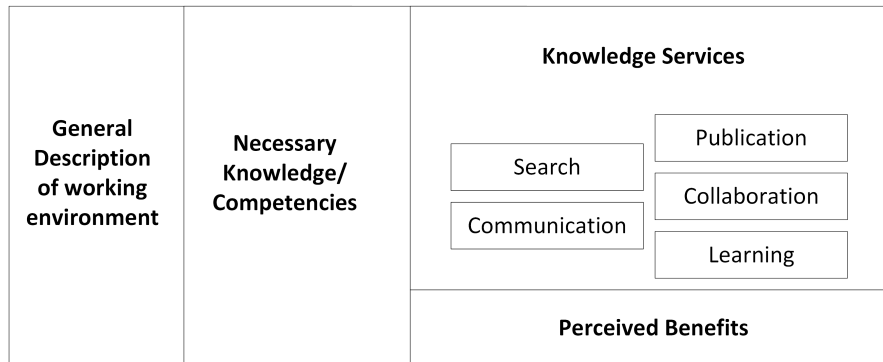 General
Description
of working
environment
Necessary
Knowledge/
Competencies
Knowledge Services
Search
Communication
Publication
Collaboration
Learning
Perceived Benefits